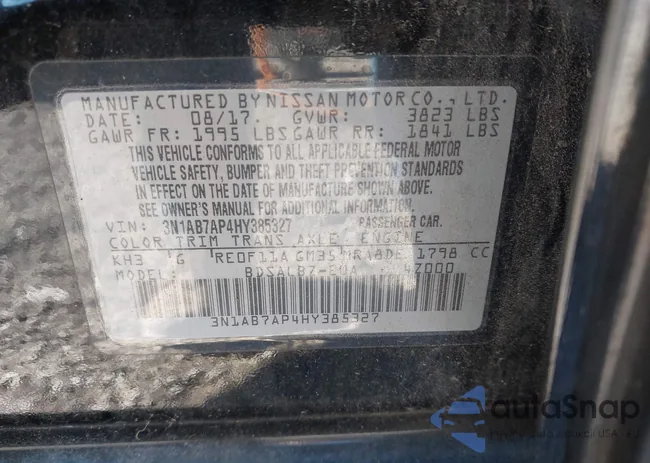 MANUFACTURED BY NISSAN MOTOR CO., LTD.
DATE: 08/17. GVWR: 3823 LBS
GAWR FR: 1995 LBS GAWR RR: 1841 LBS
THIS VEHICLE CONFORMS TO ALL APPLICABLE FEDERAL MOTOR
VEHICLE SAFETY, BUMPER AND THEFT PREVENTION STANDARDS
IN EFFECT ON THE DATE OF MANUFACTURE SHOWN ABOVE.
SEE OWNER'S MANUAL FOR ADDITIONAL
VIN: 3N1AB7AP4HY385327 PASSENGER CAR.
COLOR TRIM TRANS AXLE ENGINE
KH3 G RE0F11A GM35 MRA8DE 1798 CC
MODEL: BDSALB7-EUA 4Z000
3N1AB7AP4HY385327
autoSnap